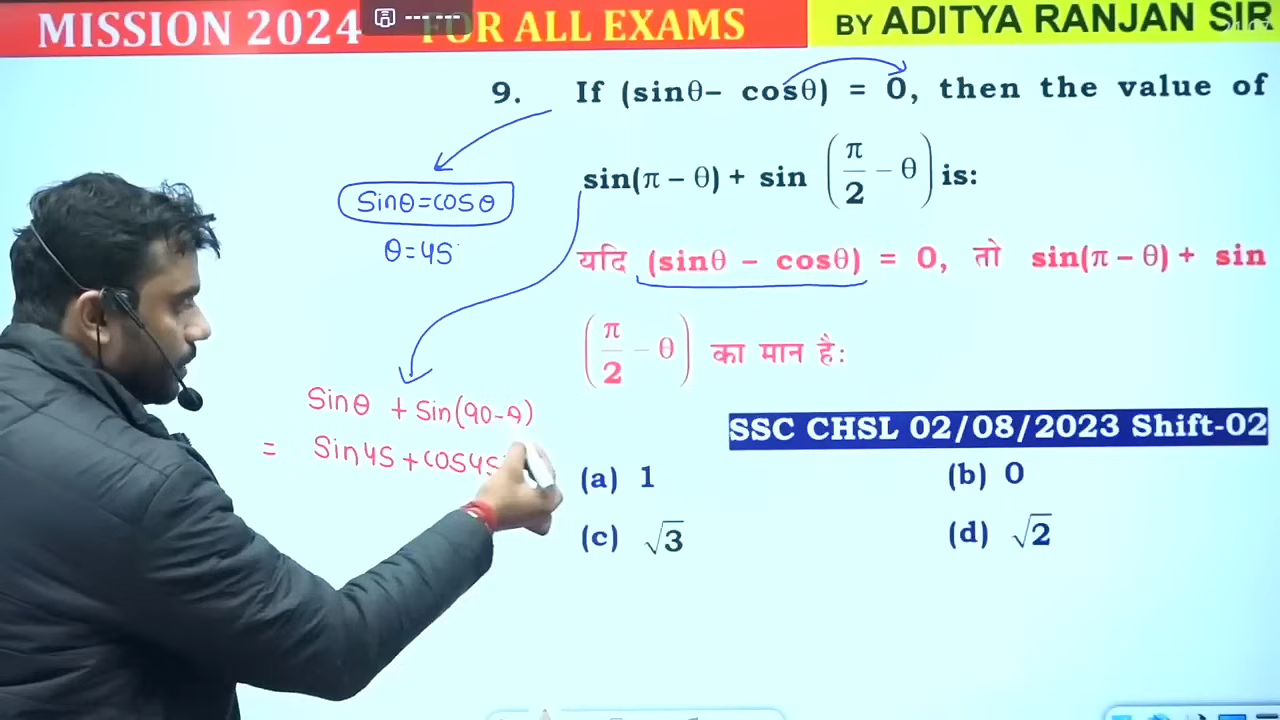 MISSION 2024 FOR ALL EXAMS
BY ADITYA RANJAN SIR
9. If (sinθ– cosθ) = 0, then the value of
sin(π – θ) + sin (π/2 – θ) is:
Sinθ=cosθ
θ=45
यदि (sinθ – cosθ) = 0, तो sin(π – θ) + sin
(π/2 – θ) का मान है:
Sinθ + Sin(90-θ)
= Sin45+cos45
SSC CHSL 02/08/2023 Shift-02
(a) 1
(b) 0
(c) √3
(d) √2